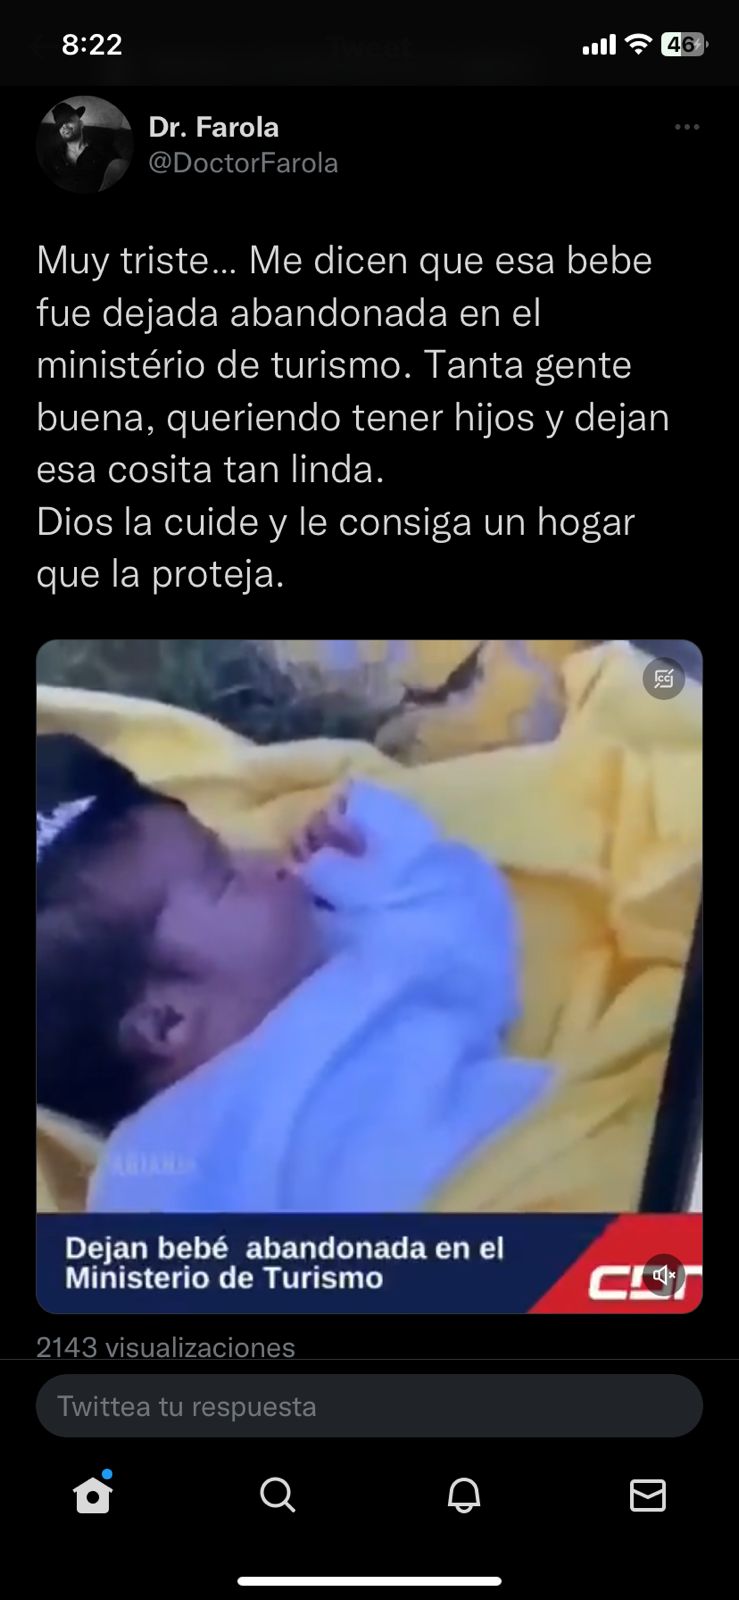 8:22
Tweet
46
Dr. Farola
@DoctorFarola
Muy triste... Me dicen que esa bebe
fue dejada abandonada en el
ministério de turismo. Tanta gente
buena, queriendo tener hijos y dejan
esa cosita tan linda.
Dios la cuide y le consiga un hogar
que la proteja.
Dejan bebé abandonada en el
Ministerio de Turismo
2143 visualizaciones
Twittea tu respuesta